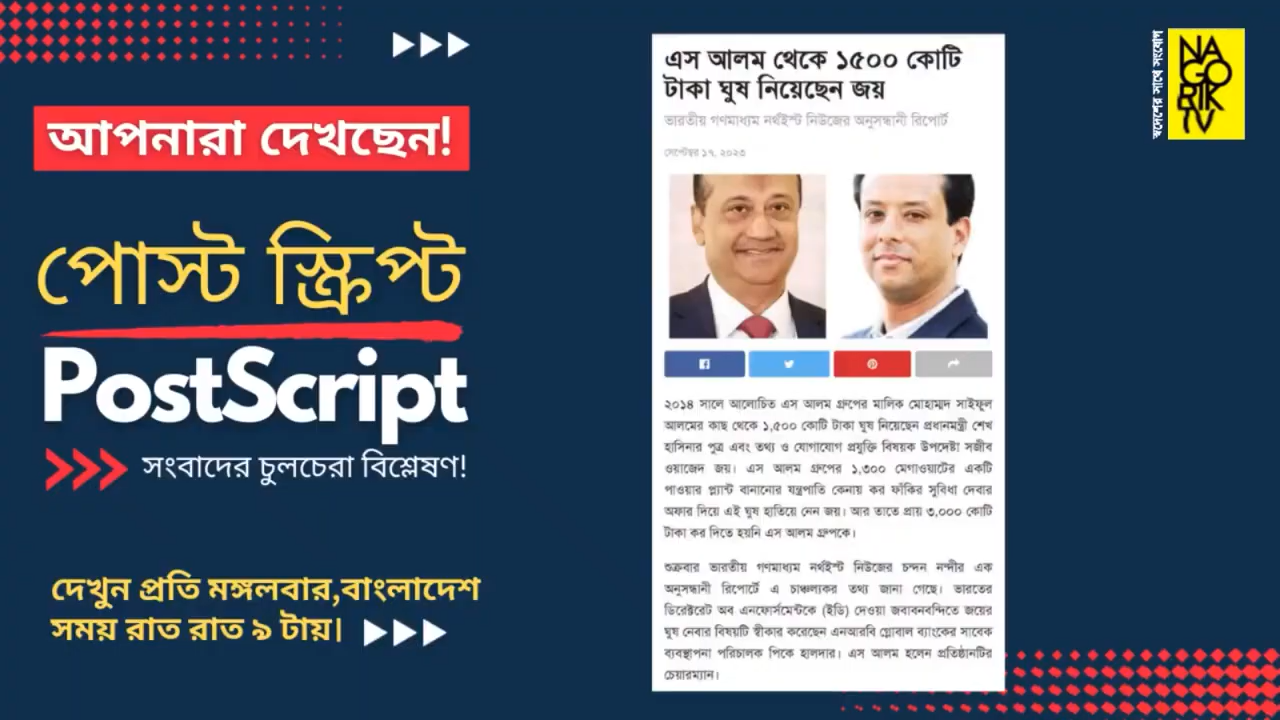 আপনারা দেখছেন!
পোস্ট স্ক্রিপ্ট
PostScript
সংবাদের চুলচেরা বিশ্লেষণ!
দেখুন প্রতি মঙ্গলবার,বাংলাদেশ
সময় রাত রাত ৯ টায়।
এস আলম থেকে ১৫০০ কোটি
টাকা ঘুষ নিয়েছেন জয়
ভারতীয় গণমাধ্যম নর্থইস্ট নিউজের অনুসন্ধানী রিপোর্ট
সেপ্টেম্বর ১৭, ২০২৩
২০১৪ সালে আলোচিত এস আলম গ্রুপের মালিক মোহাম্মদ সাইফুল
আলমের কাছ থেকে ১,৫০০ কোটি টাকা ঘুষ নিয়েছেন প্রধানমন্ত্রী শেখ
হাসিনার পুত্র এবং তথ্য ও যোগাযোগ প্রযুক্তি বিষয়ক উপদেষ্টা সজীব
ওয়াজেদ জয়। এস আলম গ্রুপের ১,৩০০ মেগাওয়াটের একটি
পাওয়ার প্ল্যান্ট বানানোর যন্ত্রপাতি কেনায় কর ফাঁকির সুবিধা দেবার
অফার দিয়ে এই ঘুষ হাতিয়ে নেন জয়। আর তাতে প্রায় ৩,০০০ কোটি
টাকা কর দিতে হয়নি এস আলম গ্রুপকে।
শুক্রবার ভারতীয় গণমাধ্যম নর্থইস্ট নিউজের চন্দন নন্দীর এক
অনুসন্ধানী রিপোর্টে এ চাঞ্চল্যকর তথ্য জানা গেছে। ভারতের
ডিরেক্টরেট অব এনফোর্সমেন্টকে (ইডি) দেওয়া জবানবন্দিতে জয়ের
ঘুষ নেবার বিষয়টি স্বীকার করেছেন এনআরবি গ্লোবাল ব্যাংকের সাবেক
ব্যবস্থাপনা পরিচালক পিকে হালদার। এস আলম হলেন প্রতিষ্ঠানটির
চেয়ারম্যান।
NAGORIK TV